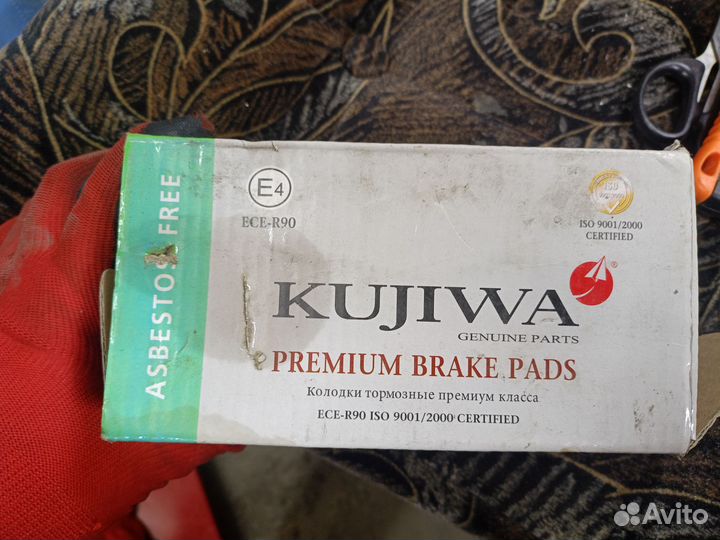 ASBESTOS FREE
E4
ECE-R90
ISO
ISO 9001/2000
CERTIFIED
KUJIWA ®
GENUINE PARTS
PREMIUM BRAKE PADS
Колодки тормозные премиум класса
ECE-R90 ISO 9001/2000 CERTIFIED
Avito